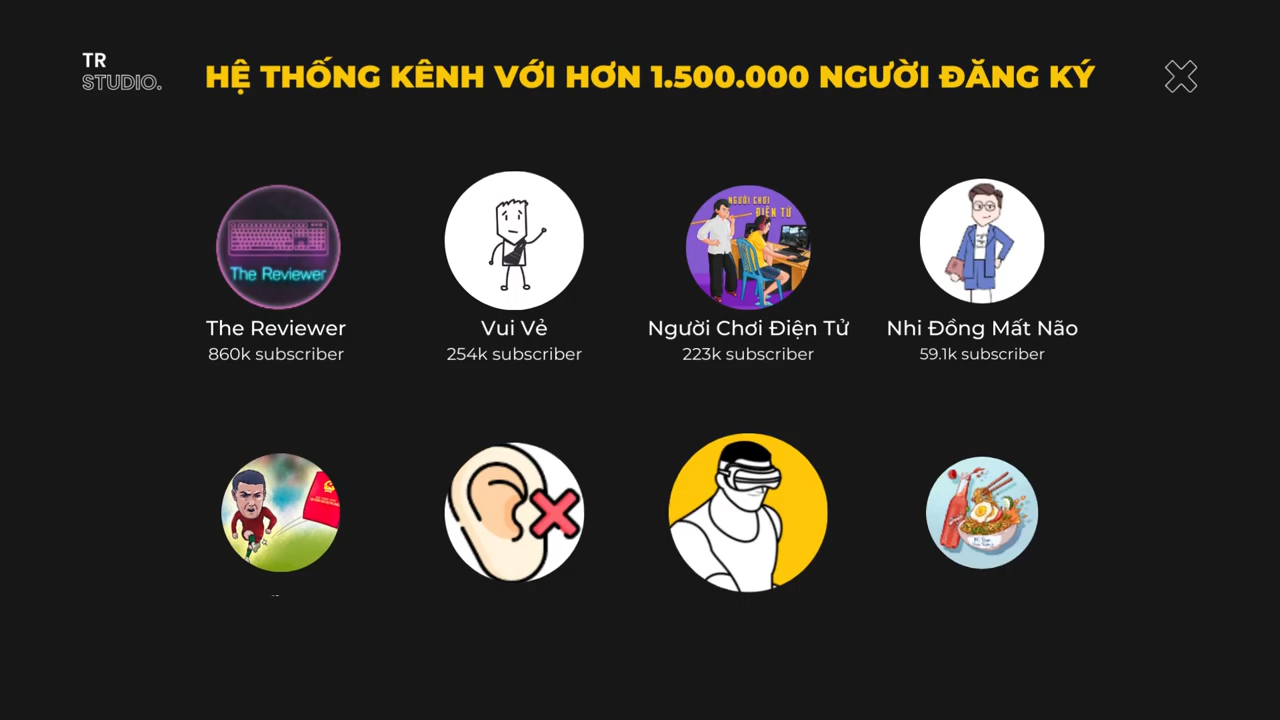 TR
STUDIO.
HỆ THỐNG KÊNH VỚI HƠN 1.500.000 NGƯỜI ĐĂNG KÝ
The Reviewer
NGƯỜI CHƠI
ĐIỆN TỬ
The Reviewer
Vui Vẻ
Người Chơi Điện Tử
Nhi Đồng Mất Não
860k subscriber
254k subscriber
223k subscriber
59.1k subscriber